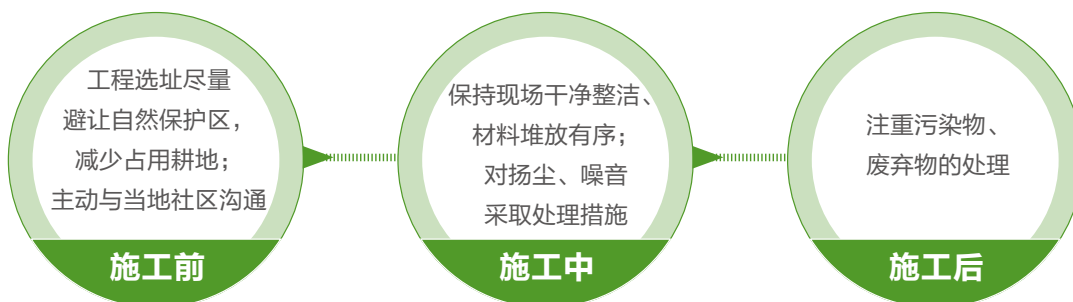 工程选址尽量
避让自然保护区，
减少占用耕地；
主动与当地社区沟通
施工前
保持现场干净整洁、
材料堆放有序；
对扬尘、噪音
采取处理措施
施工中
注重污染物、
废弃物的处理
施工后